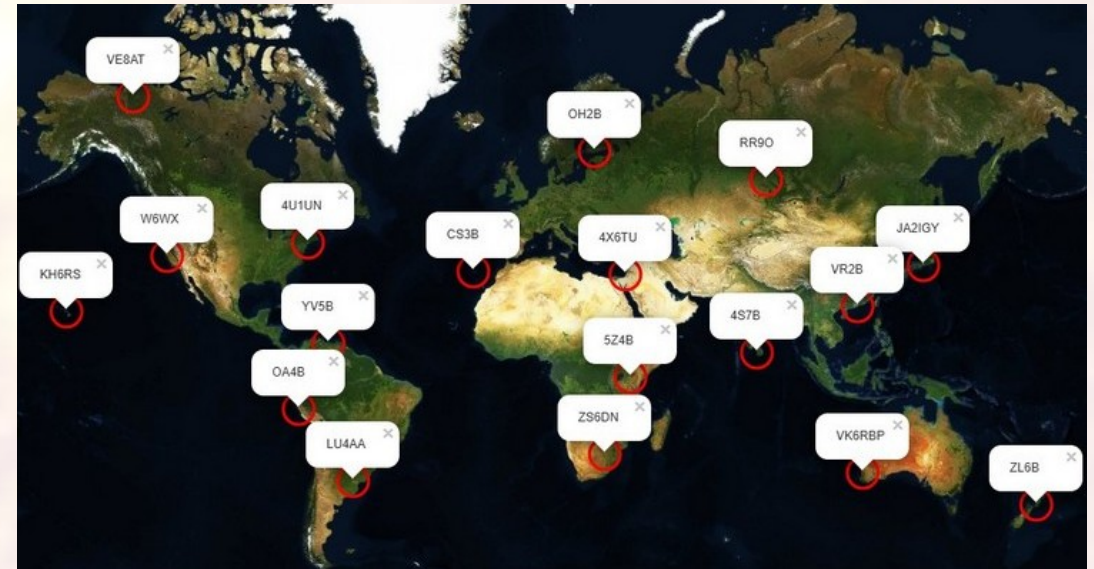 VE8AT
OH2B
RR9O
4U1UN
W6WX
CS3B
4X6TU
JA2IGY
KH6RS
VR2B
YV5B
4S7B
5Z4B
OA4B
ZS6DN
LU4AA
VK6RBP
ZL6B